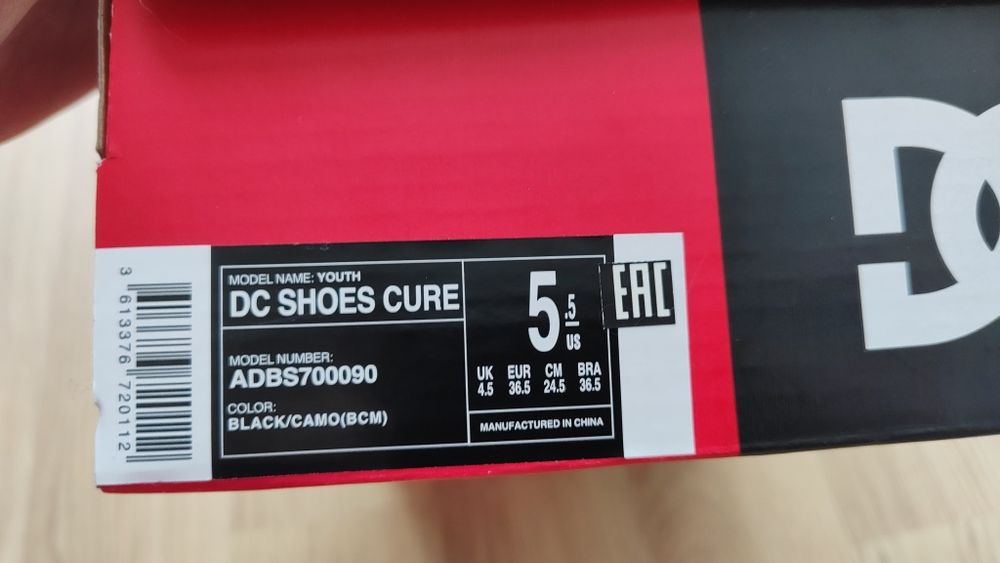 3 613376 720112
MODEL NAME: YOUTH
DC SHOES CURE
MODEL NUMBER:
ADBS700090
COLOR:
BLACK/CAMO(BCM)
5.5
US
UK EUR CM BRA
4.5 36.5 24.5 36.5
MANUFACTURED IN CHINA
EAC
DC